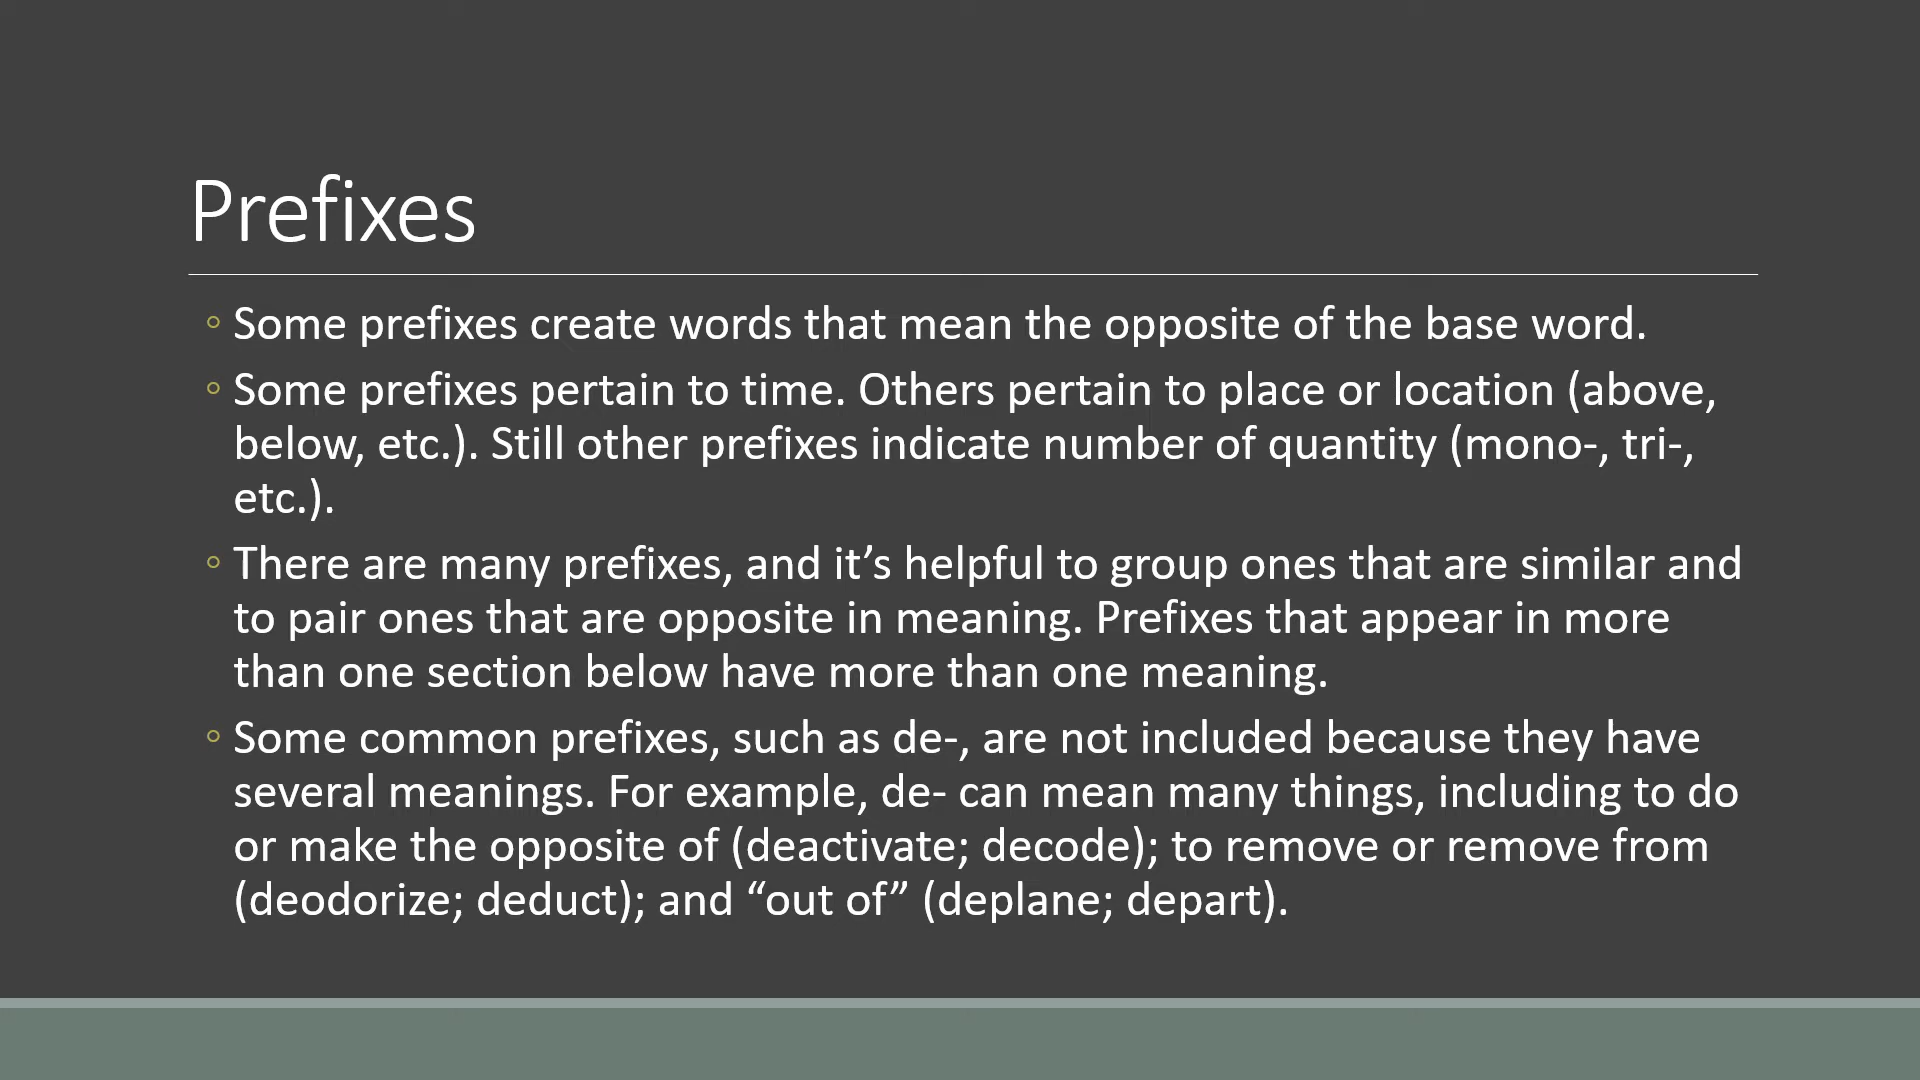 Prefixes
◦ Some prefixes create words that mean the opposite of the base word.
◦ Some prefixes pertain to time. Others pertain to place or location (above,
below, etc.). Still other prefixes indicate number of quantity (mono-, tri-,
etc.).
◦ There are many prefixes, and it’s helpful to group ones that are similar and
to pair ones that are opposite in meaning. Prefixes that appear in more
than one section below have more than one meaning.
◦ Some common prefixes, such as de-, are not included because they have
several meanings. For example, de- can mean many things, including to do
or make the opposite of (deactivate; decode); to remove or remove from
(deodorize; deduct); and “out of” (deplane; depart).